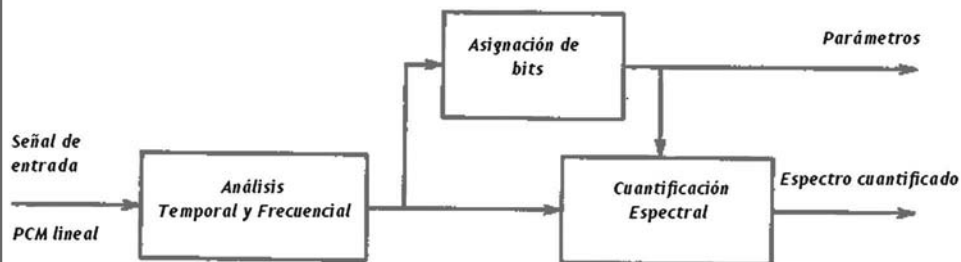 Asignación de
bits
Parámetros
Señal de
entrada
Análisis
Temporal y Frecuencial
PCM lineal
Cuantificación
Espectral
Espectro cuantificado